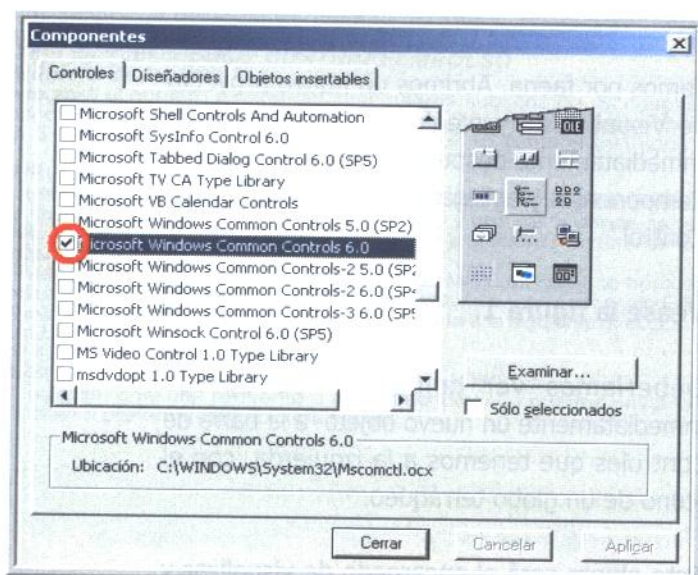 Componentes
Controles
Diseñadores
Objetos insertables
Microsoft Shell Controls And Automation
Microsoft SysInfo Control 6.0
Microsoft Tabbed Dialog Control 6.0 (SP5)
Microsoft TV CA Type Library
Microsoft VB Calendar Controls
Microsoft Windows Common Controls 5.0 (SP2)
Microsoft Windows Common Controls 6.0
Microsoft Windows Common Controls-2 5.0 (SP2
Microsoft Windows Common Controls-2 6.0
Microsoft Windows Common Controls-3 6.0
Microsoft Winsock Control 6.0 (SP5)
MS Video Control 1.0 Type Library
msdvdopt 1.0 Type Library
OLE
Examinar...
Sólo seleccionados
Microsoft Windows Common Controls 6.0
Ubicación: C:\WINDOWS\System32\Mscomctl.ocx
Cerrar
Cancelar
Aplicar